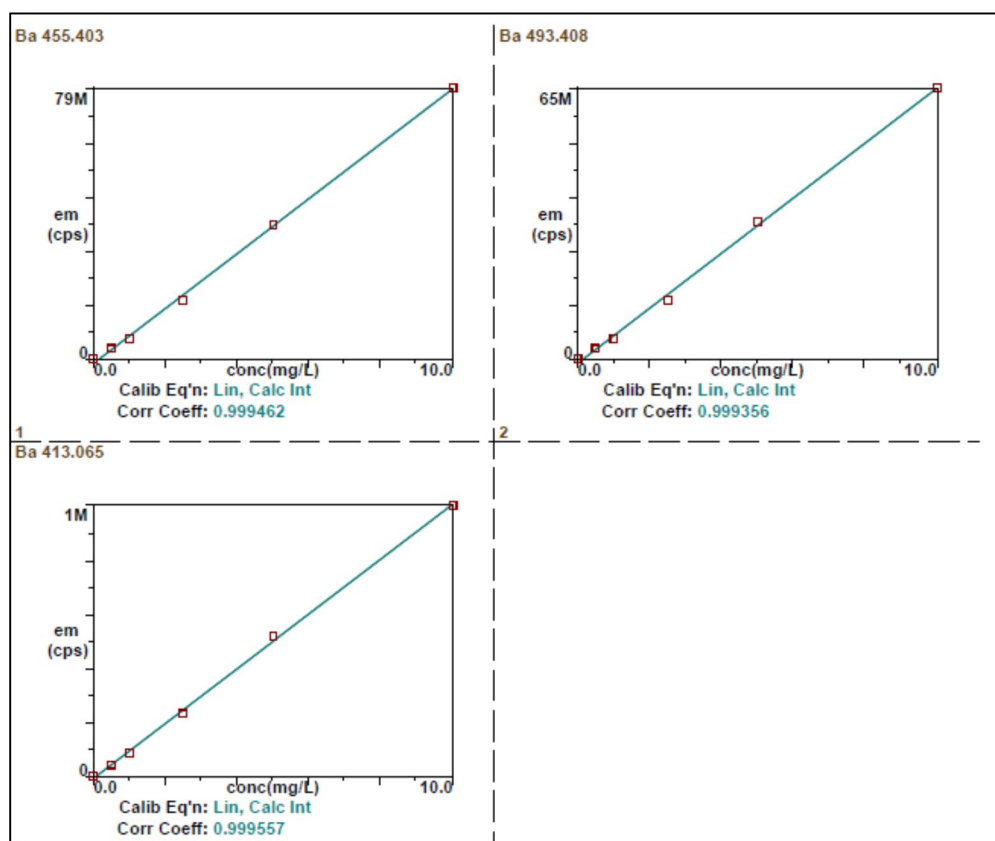 Ba 455.403
79M
em
(cps)
0
0.0 conc(mg/L) 10.0
Calib Eq'n: Lin, Calc Int
Corr Coeff: 0.999462
1
Ba 493.408
65M
em
(cps)
0
0.0 conc(mg/L) 10.0
Calib Eq'n: Lin, Calc Int
Corr Coeff: 0.999356
2
Ba 413.065
1M
em
(cps)
0
0.0 conc(mg/L) 10.0
Calib Eq'n: Lin, Calc Int
Corr Coeff: 0.999557